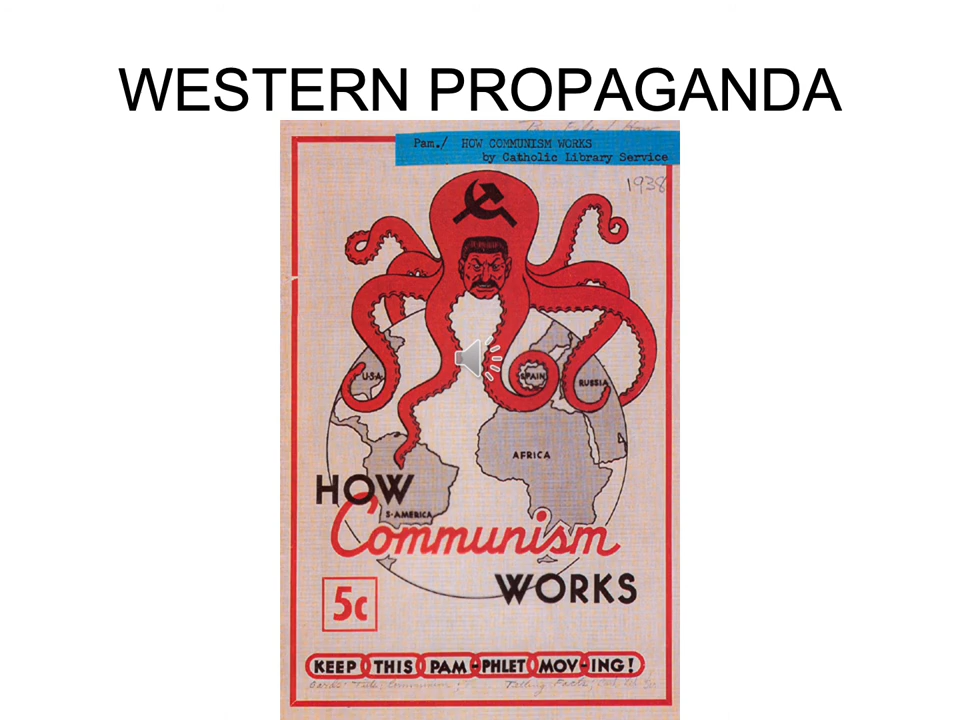 WESTERN PROPAGANDA
Pam./ HOW COMMUNISM WORKS
by Catholic Library Service
1938
U·S·A·
SPAIN
RUSSIA
AFRICA
S-AMERICA
HOW
Communism
WORKS
5c
KEEP THIS PAM-PHLET MOV-ING!